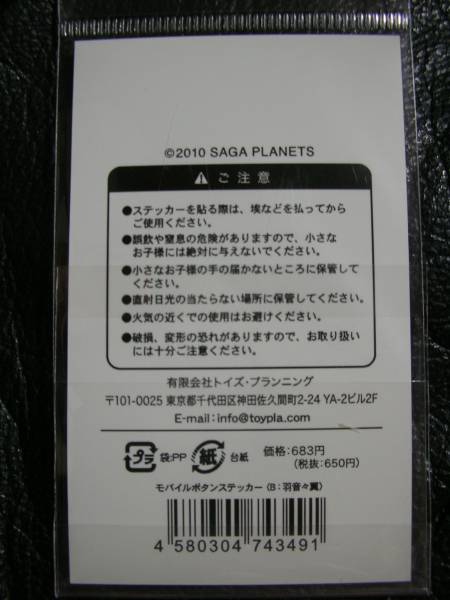 ©2010 SAGA PLANETS
ご注意
●ステッカーを貼る際は、埃などを払ってから
ご使用ください。
●誤飲や窒息の危険がありますので、小さな
お子様には絶対に与えないでください。
●小さなお子様の手の届かないところに保管して
ください。
●直射日光の当たらない場所に保管してください。
●火気の近くでの使用はお避けください。
●破損、変形の恐れがありますので、お取り扱い
には十分ご注意ください。
有限会社トイズ・プランニング
〒101-0025 東京都千代田区神田佐久間町2-24 YA-2ビル2F
E-mail：info@toypla.com
プラ 袋:PP 紙 台紙 価格：683円
(税抜：650円)
モバイルボタンステッカー（B：羽音々翼）
4 580304 743491